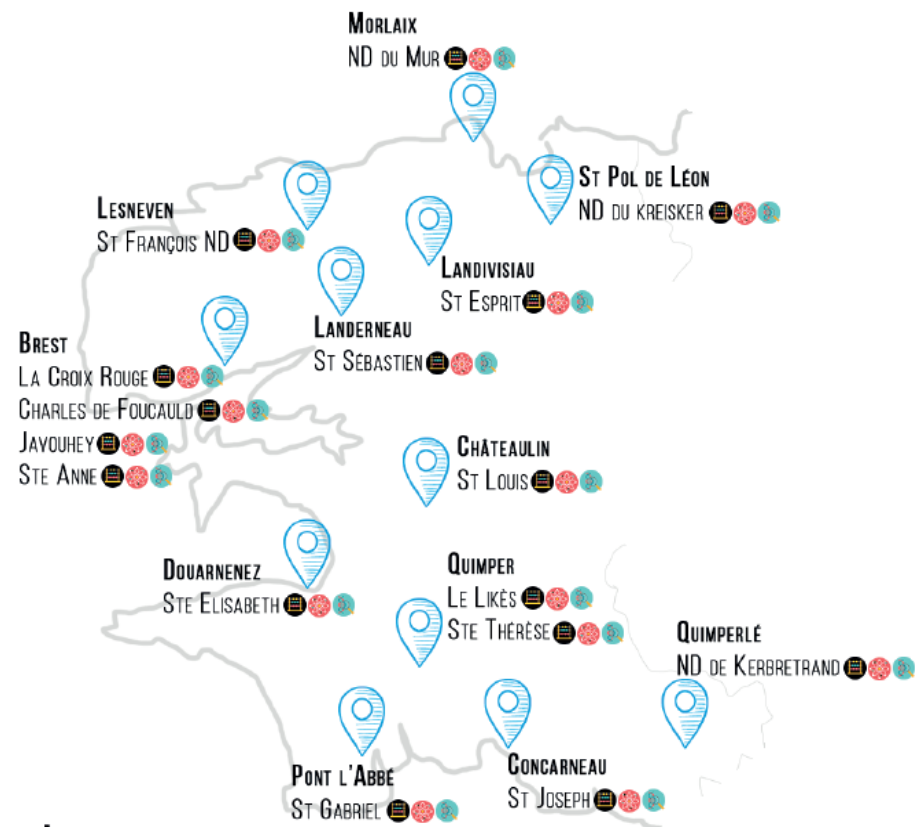 Morlaix
ND du Mur
St Pol de Léon
ND du kreisker
Lesneven
St François ND
Landivisiau
St Esprit
Landerneau
St Sébastien
Brest
La Croix Rouge
Charles de Foucauld
Javouhey
Ste Anne
Châteaulin
St Louis
Douarnenez
Ste Elisabeth
Quimper
Le Likès
Ste Thérèse
Quimperlé
ND de Kerbretrand
Pont l'Abbé
St Gabriel
Concarneau
St Joseph